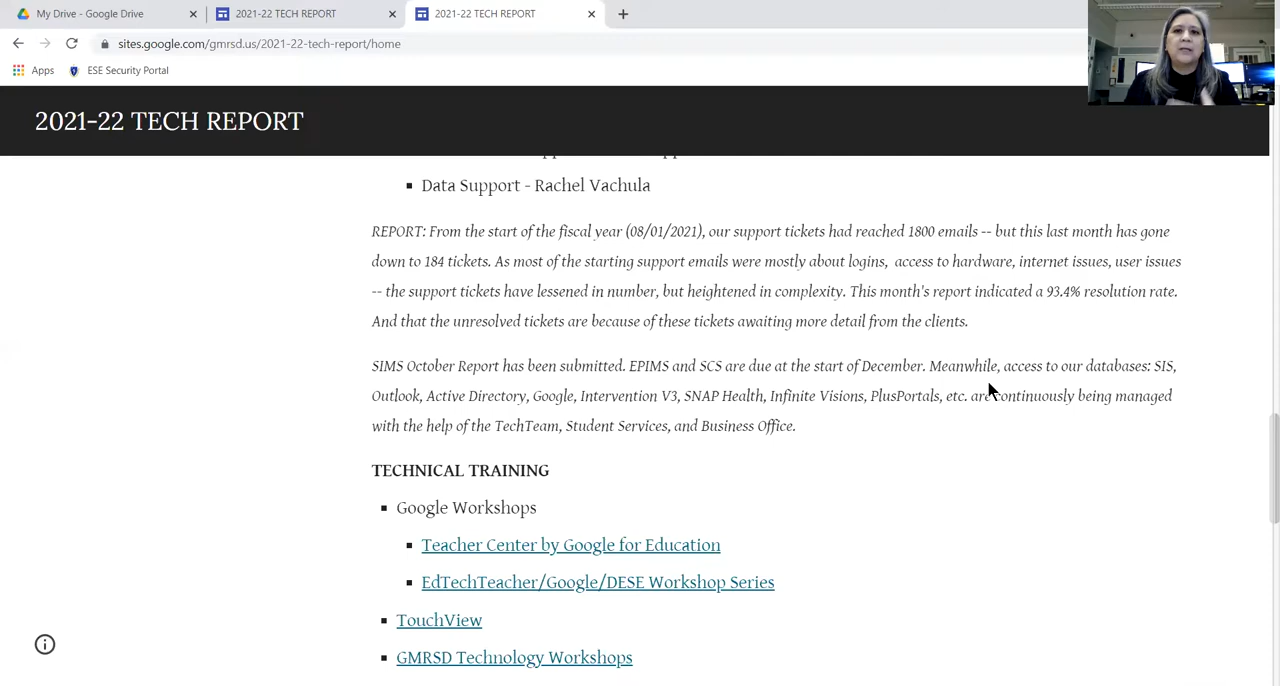 My Drive - Google Drive
2021-22 TECH REPORT
2021-22 TECH REPORT
sites.google.com/gmrsd.us/2021-22-tech-report/home
Apps
ESE Security Portal
2021-22 TECH REPORT
Data Support - Rachel Vachula
REPORT: From the start of the fiscal year (08/01/2021), our support tickets had reached 1800 emails -- but this last month has gone
down to 184 tickets. As most of the starting support emails were mostly about logins, access to hardware, internet issues, user issues
-- the support tickets have lessened in number, but heightened in complexity. This month's report indicated a 93.4% resolution rate.
And that the unresolved tickets are because of these tickets awaiting more detail from the clients.
SIMS October Report has been submitted. EPIMS and SCS are due at the start of December. Meanwhile, access to our databases: SIS,
Outlook, Active Directory, Google, Intervention V3, SNAP Health, Infinite Visions, PlusPortals, etc. are continuously being managed
with the help of the TechTeam, Student Services, and Business Office.
TECHNICAL TRAINING
Google Workshops
Teacher Center by Google for Education
EdTechTeacher/Google/DESE Workshop Series
TouchView
GMRSD Technology Workshops